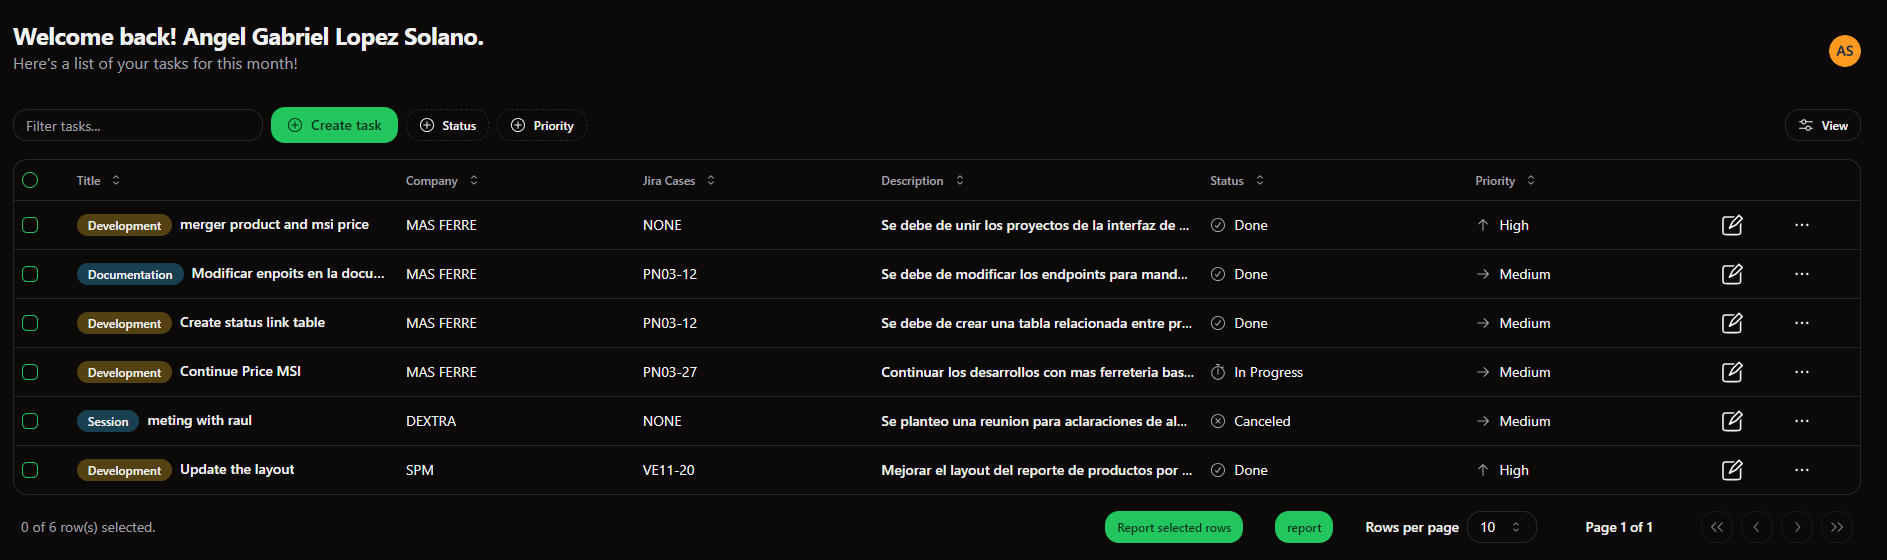 Welcome back! Angel Gabriel Lopez Solano.
Here's a list of your tasks for this month!
AS
Filter tasks... Create task Status Priority View
Title Company Jira Cases Description Status Priority
Development merger product and msi price MAS FERRE NONE Se debe de unir los proyectos de la interfaz de ... Done High
Documentation Modificar enpoits en la docu... MAS FERRE PN03-12 Se debe de modificar los endpoints para mand... Done Medium
Development Create status link table MAS FERRE PN03-12 Se debe de crear una tabla relacionada entre pr... Done Medium
Development Continue Price MSI MAS FERRE PN03-27 Continuar los desarrollos con mas ferreteria bas... In Progress Medium
Session meting with raul DEXTRA NONE Se planteo una reunion para aclaraciones de al... Canceled Medium
Development Update the layout SPM VE11-20 Mejorar el layout del reporte de productos por ... Done High
0 of 6 row(s) selected. Report selected rows report Rows per page 10 Page 1 of 1